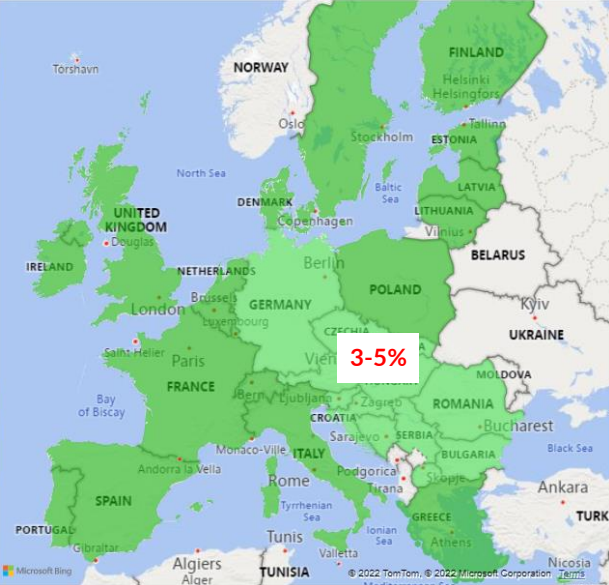 FINLAND
Torshavn
NORWAY
Helsinki
Helsingfors
Oslo
Tallinn
Stockholm
ESTONIA
North Sea
Baltic
Sea
LATVIA
DENMARK
LITHUANIA
Copenhagen
Vilnius
UNITED
KINGDOM
Douglas
BELARUS
IRELAND
NETHERLANDS
Berlin
POLAND
Brussels
London
GERMANY
Kyiv
Luxembourg
CZECHIA
UKRAINE
Saint Helier
Paris
Vien
3-5%
MOLDOVA
FRANCE
Bern
Ljubljana
Zagreb
ROMANIA
Bay
of Biscay
CROATIA
Bucharest
Sarajevo
SERBIA
Monaco-Ville
ITALY
BULGARIA
Black Sea
Andorra la Vella
Podgorica
Skopje
Rome
Tirana
Ankara
SPAIN
Tyrrhenian
Sea
GREECE
TURK
PORTUGAL
Ionian
Sea
Athens
Gibraltar
Tunis
Valletta
Nicosia
Algiers
Microsoft Bing
TUNISIA
© 2022 TomTom, © 2022 Microsoft Corporation Terms
Alger